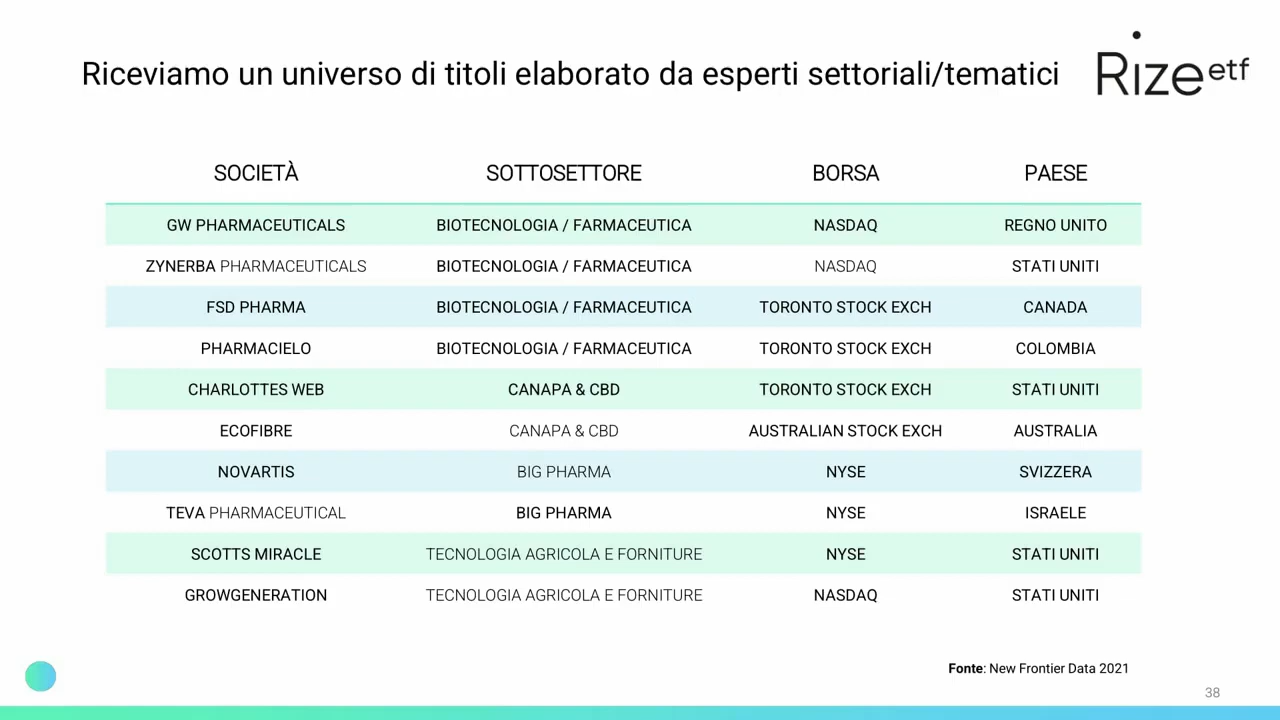 Riceviamo un universo di titoli elaborato da esperti settoriali/tematici
Rize etf
SOCIETÀ SOTTOSETTORE BORSA PAESE
GW PHARMACEUTICALS BIOTECNOLOGIA / FARMACEUTICA NASDAQ REGNO UNITO
ZYNERBA PHARMACEUTICALS BIOTECNOLOGIA / FARMACEUTICA NASDAQ STATI UNITI
FSD PHARMA BIOTECNOLOGIA / FARMACEUTICA TORONTO STOCK EXCH CANADA
PHARMACIELO BIOTECNOLOGIA / FARMACEUTICA TORONTO STOCK EXCH COLOMBIA
CHARLOTTES WEB CANAPA & CBD TORONTO STOCK EXCH STATI UNITI
ECOFIBRE CANAPA & CBD AUSTRALIAN STOCK EXCH AUSTRALIA
NOVARTIS BIG PHARMA NYSE SVIZZERA
TEVA PHARMACEUTICAL BIG PHARMA NYSE ISRAELE
SCOTTS MIRACLE TECNOLOGIA AGRICOLA E FORNITURE NYSE STATI UNITI
GROWGENERATION TECNOLOGIA AGRICOLA E FORNITURE NASDAQ STATI UNITI
Fonte: New Frontier Data 2021
38